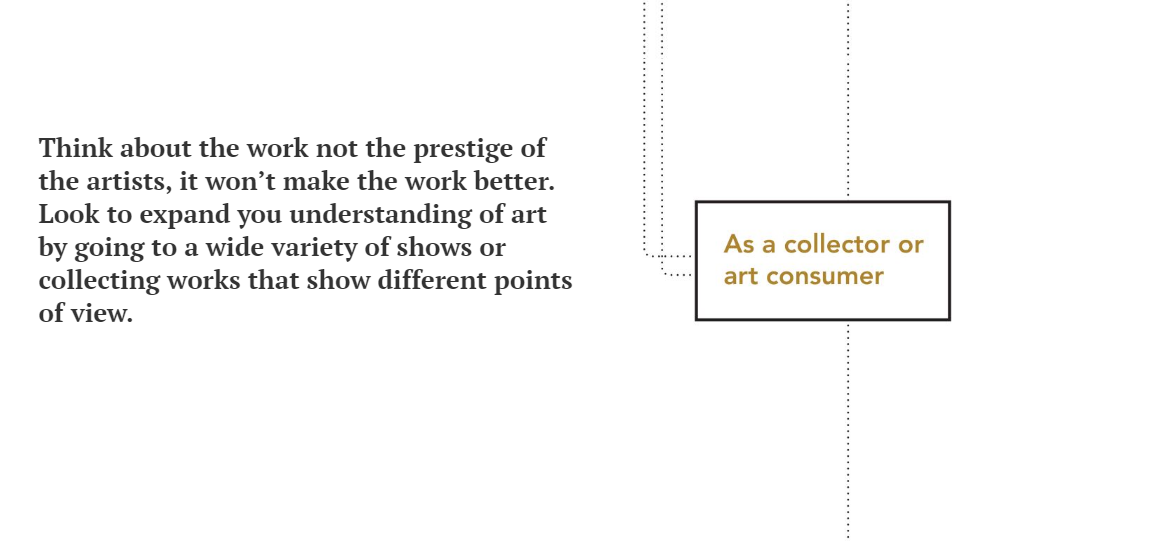 Think about the work not the prestige of
the artists, it won’t make the work better.
Look to expand you understanding of art
by going to a wide variety of shows or
collecting works that show different points
of view.
As a collector or
art consumer